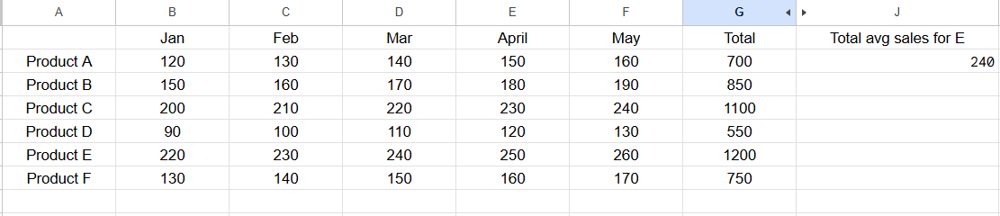 A B C D E F G J
Jan Feb Mar April May Total Total avg sales for E
Product A 120 130 140 150 160 700 240
Product B 150 160 170 180 190 850
Product C 200 210 220 230 240 1100
Product D 90 100 110 120 130 550
Product E 220 230 240 250 260 1200
Product F 130 140 150 160 170 750